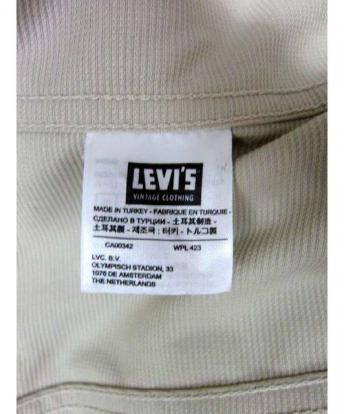 LEVI'S
VINTAGE CLOTHING
MADE IN TURKEY - FABRIQUE EN TURQUIE -
СДЕЛАНО В ТУРЦИИ - 土耳其制造 -
土耳其製 - 제조국 : 터키 - トルコ製
CA00342 WPL 423
LVC. B.V.
OLYMPISCH STADION, 33
1076 DE AMSTERDAM
THE NETHERLANDS